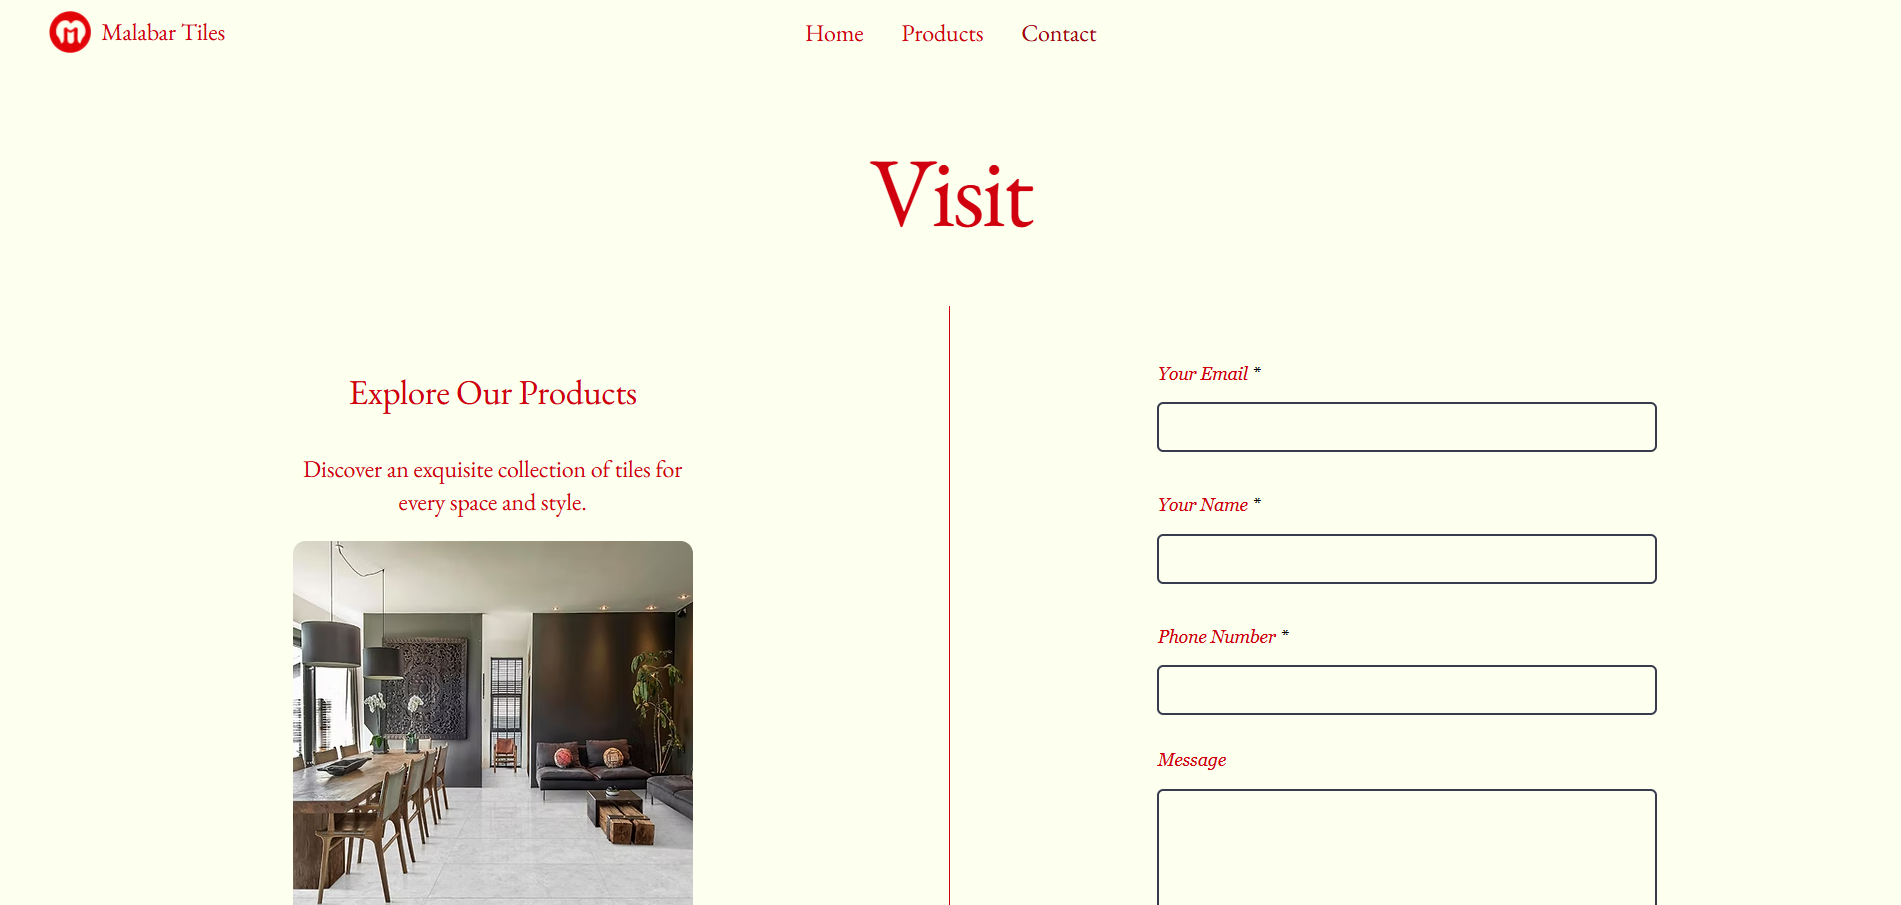 Malabar Tiles
Home
Products
Contact
Visit
Explore Our Products
Discover an exquisite collection of tiles for
every space and style.
Your Email *
Your Name *
Phone Number *
Message